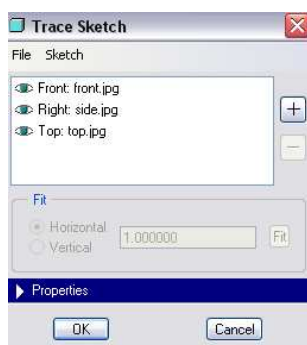 Trace Sketch
File Sketch
Front: front.jpg
Right: side.jpg
Top: top.jpg
Fit
Horizontal
Vertical
1.000000
Fit
Properties
OK Cancel